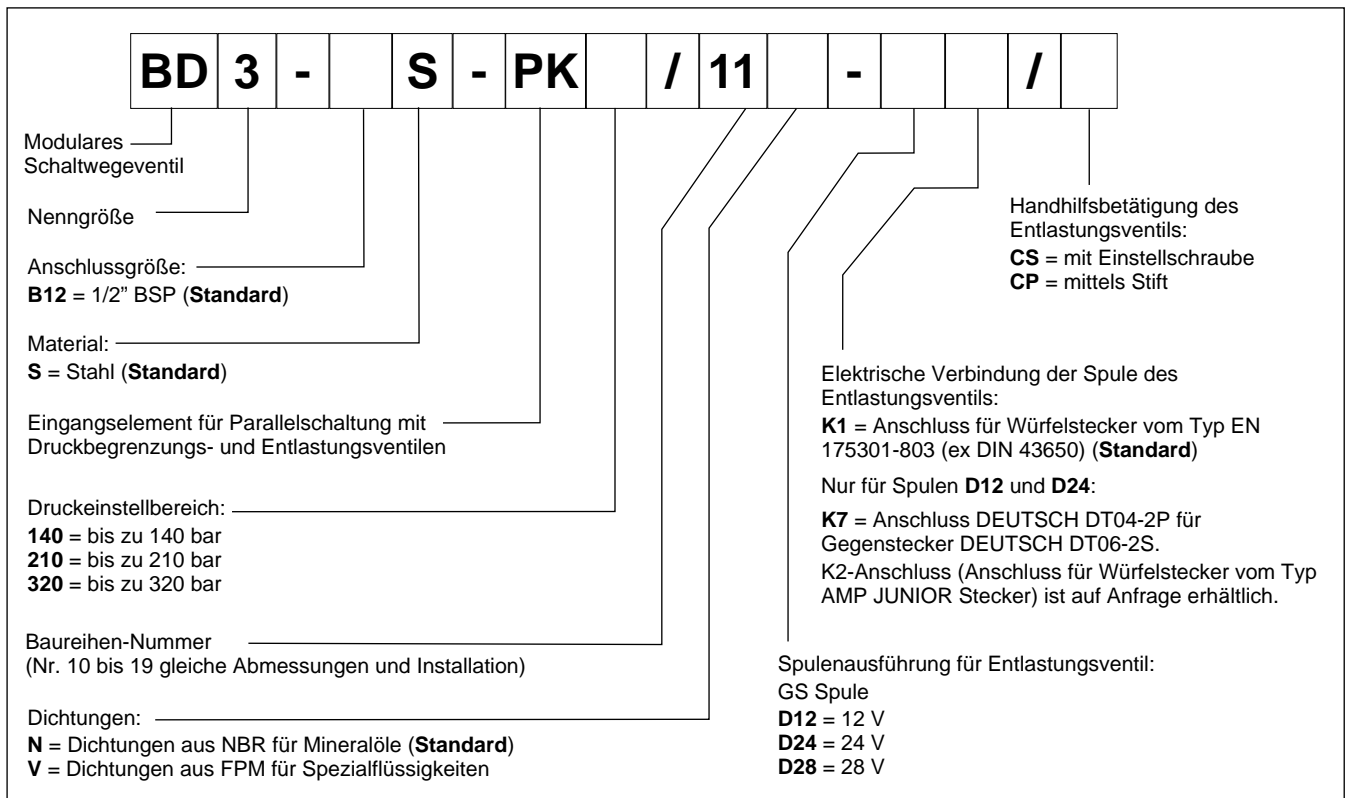 BD 3 - S - PK / 11 - /
Modulares
Schaltwegeventil
Nenngröße
Anschlussgröße:
B12 = 1/2” BSP (Standard)
Material:
S = Stahl (Standard)
Eingangselement für Parallelschaltung mit
Druckbegrenzungs- und Entlastungsventilen
Druckeinstellbereich:
140 = bis zu 140 bar
210 = bis zu 210 bar
320 = bis zu 320 bar
Baureihen-Nummer
(Nr. 10 bis 19 gleiche Abmessungen und Installation)
Dichtungen:
N = Dichtungen aus NBR für Mineralöle (Standard)
V = Dichtungen aus FPM für Spezialflüssigkeiten
Handhilfsbetätigung des
Entlastungsventils:
CS = mit Einstellschraube
CP = mittels Stift
Elektrische Verbindung der Spule des
Entlastungsventils:
K1 = Anschluss für Würfelstecker vom Typ EN
175301-803 (ex DIN 43650) (Standard)
Nur für Spulen D12 und D24:
K7 = Anschluss DEUTSCH DT04-2P für
Gegenstecker DEUTSCH DT06-2S.
K2-Anschluss (Anschluss für Würfelstecker vom Typ
AMP JUNIOR Stecker) ist auf Anfrage erhältlich.
Spulenausführung für Entlastungsventil:
GS Spule
D12 = 12 V
D24 = 24 V
D28 = 28 V